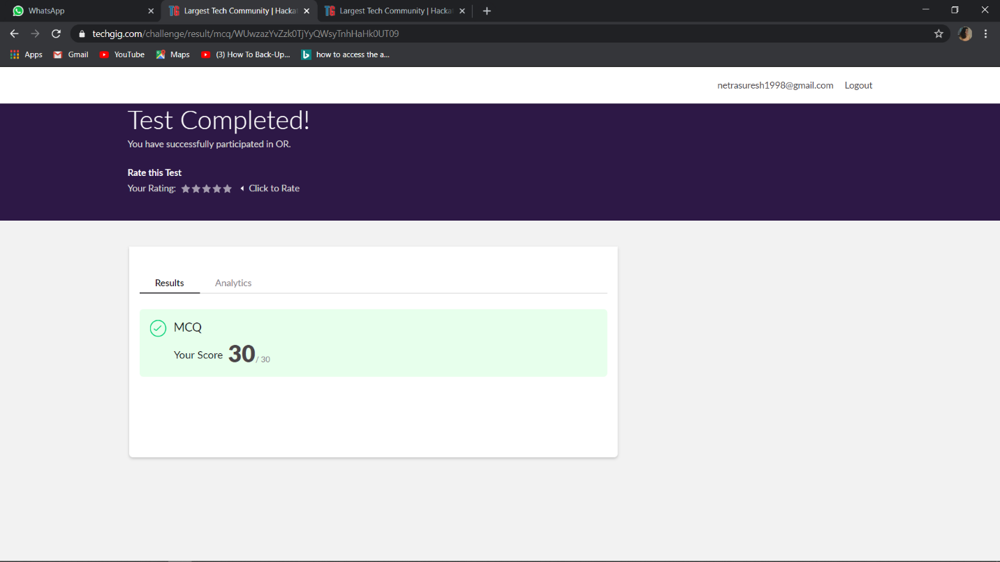 WhatsApp
Largest Tech Community | Hacka
Largest Tech Community | Hacka
techgig.com/challenge/result/mcq/WUwzazYvZzk0TjYyQWsyTnhHaHk0UT09
Apps Gmail YouTube Maps (3) How To Back-Up... how to access the a...
netrasuresh1998@gmail.com Logout
Test Completed!
You have successfully participated in OR.
Rate this Test
Your Rating: Click to Rate
Results Analytics
MCQ
Your Score 30 / 30